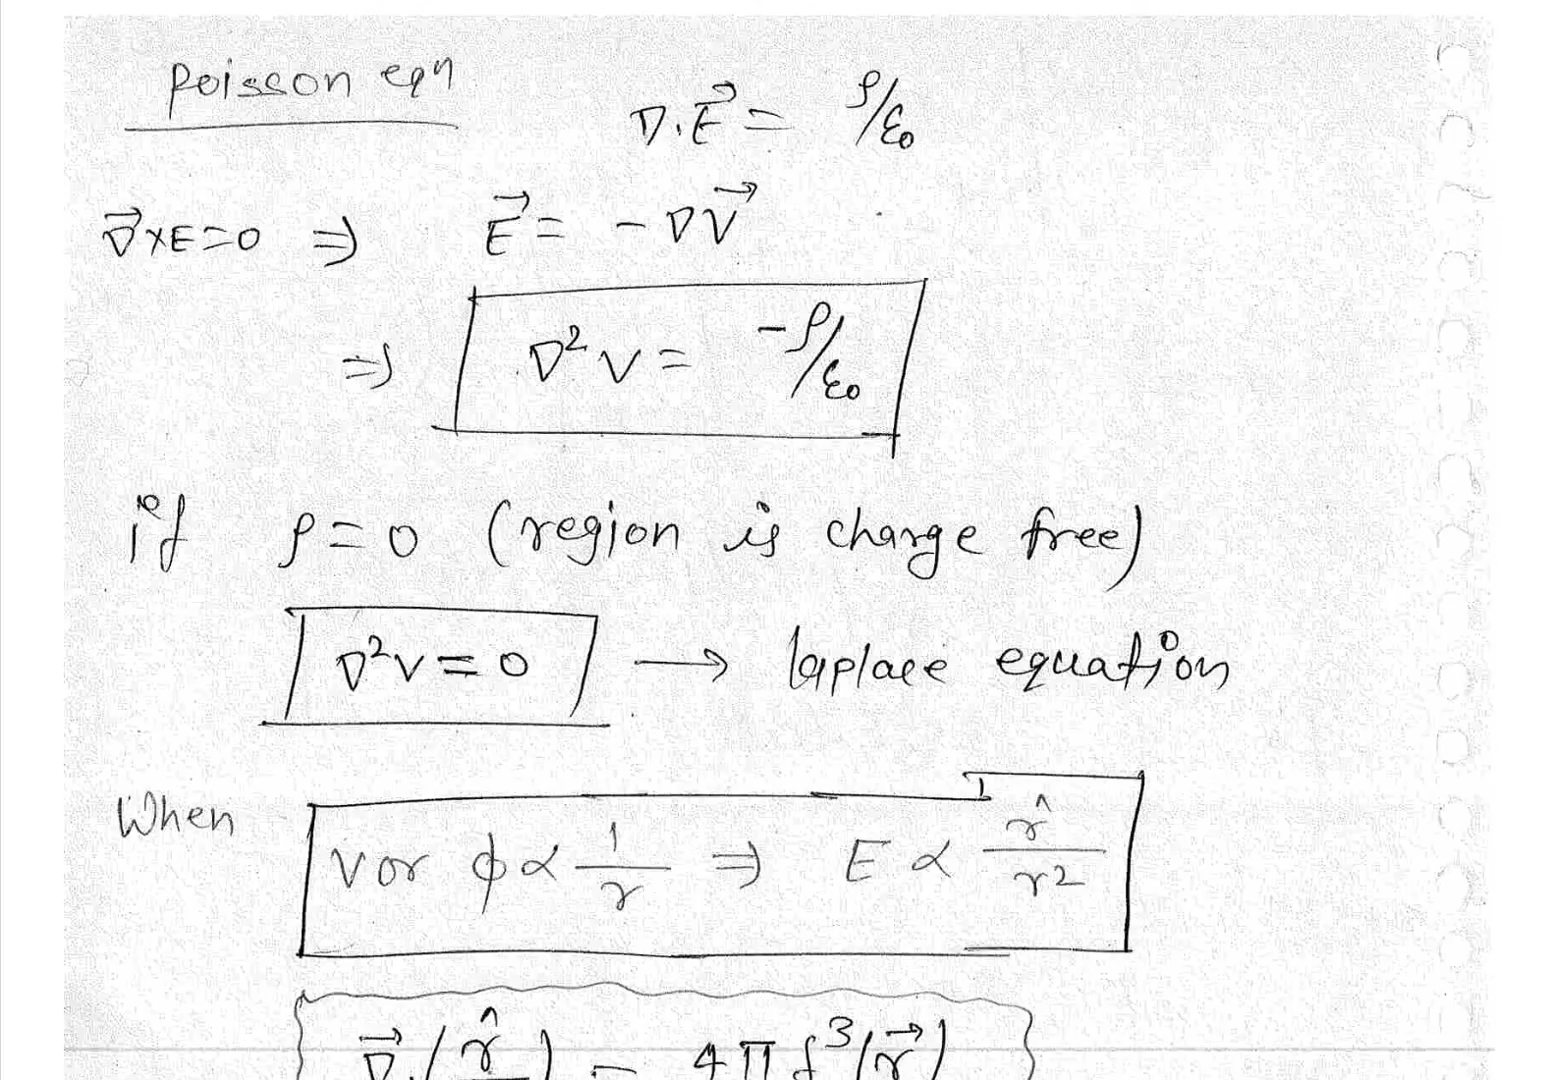 Poisson eqn
∇.E⃗ = ρ/ε₀
∇⃗×E=0 ⇒ E⃗ = -∇V⃗
⇒ ∇²V = -ρ/ε₀
if ρ=0 (region is charge free)
∇²V=0 → laplace equation
When V or φ ∝ 1/r ⇒ E ∝ r̂/r²
∇⃗.(r̂/ ) = 4πδ³(r⃗)